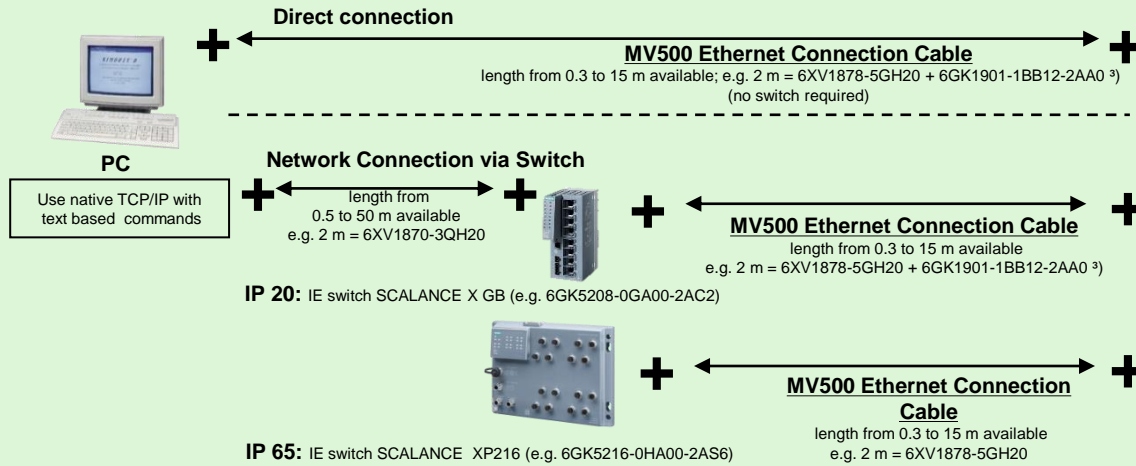 Direct connection
MV500 Ethernet Connection Cable
length from 0.3 to 15 m available; e.g. 2 m = 6XV1878-5GH20 + 6GK1901-1BB12-2AA0 ³)
(no switch required)
PC
Use native TCP/IP with
text based commands
Network Connection via Switch
length from
0.5 to 50 m available
e.g. 2 m = 6XV1870-3QH20
MV500 Ethernet Connection Cable
length from 0.3 to 15 m available
e.g. 2 m = 6XV1878-5GH20 + 6GK1901-1BB12-2AA0 ³)
IP 20: IE switch SCALANCE X GB (e.g. 6GK5208-0GA00-2AC2)
MV500 Ethernet Connection
Cable
length from 0.3 to 15 m available
e.g. 2 m = 6XV1878-5GH20
IP 65: IE switch SCALANCE XP216 (e.g. 6GK5216-0HA00-2AS6)